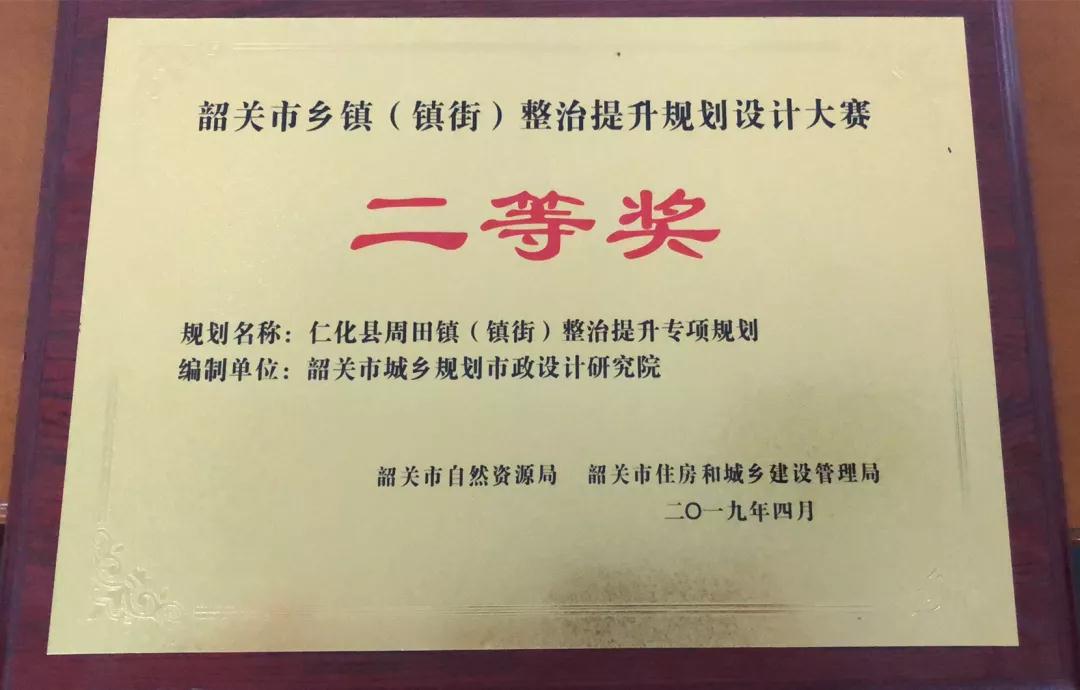 韶关市乡镇（镇街）整治提升规划设计大赛
二等奖
规划名称：仁化县周田镇（镇街）整治提升专项规划
编制单位：韶关市城乡规划市政设计研究院
韶关市自然资源局 韶关市住房和城乡建设管理局
二〇一九年四月